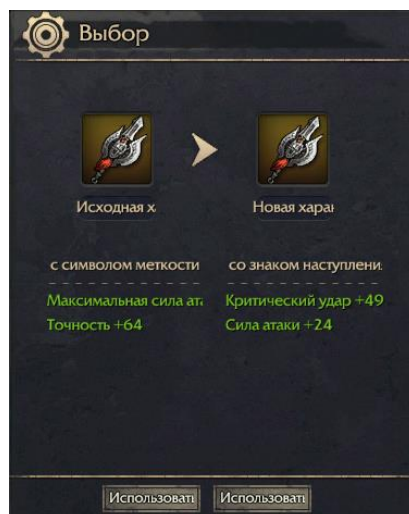 Выбор
Исходная х
Новая хара
с символом меткости
со знаком наступлени
Максимальная сила ата
Критический удар +49
Точность +64
Сила атаки +24
Использоват
Использоват